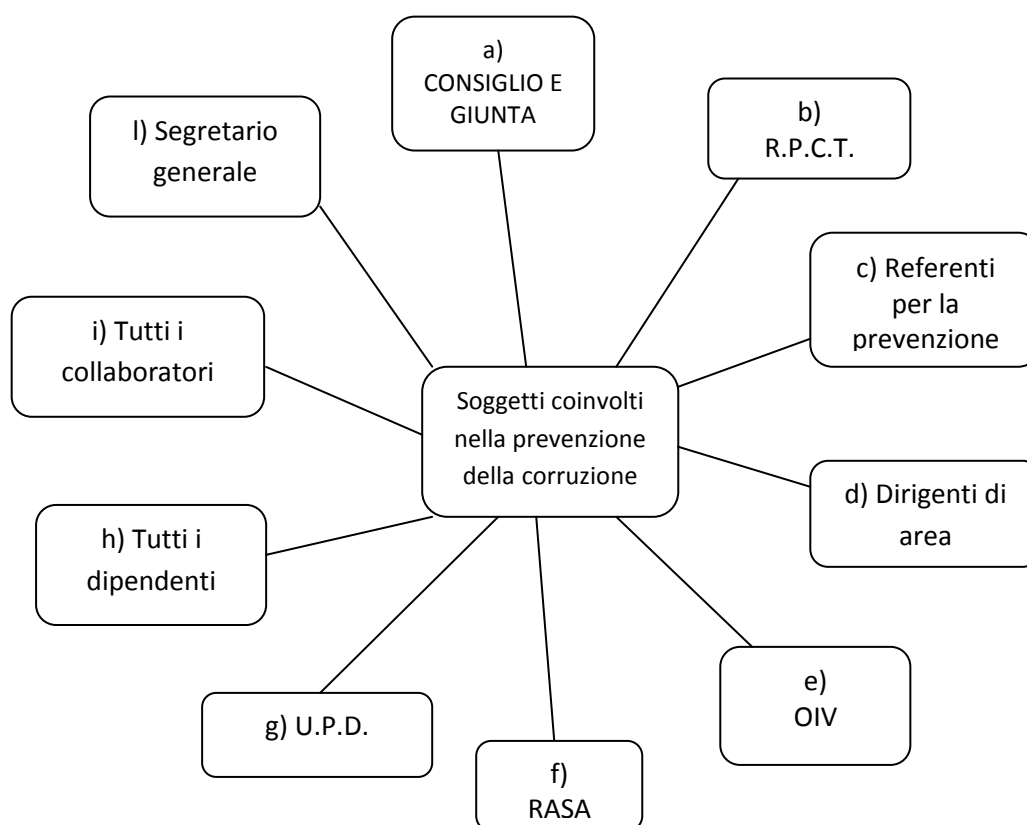 a)
CONSIGLIO E
GIUNTA
b)
R.P.C.T.
c) Referenti
per la
prevenzione
d) Dirigenti di
area
e)
OIV
f)
RASA
g) U.P.D.
h) Tutti i
dipendenti
i) Tutti i
collaboratori
l) Segretario
generale
Soggetti coinvolti
nella prevenzione
della corruzione